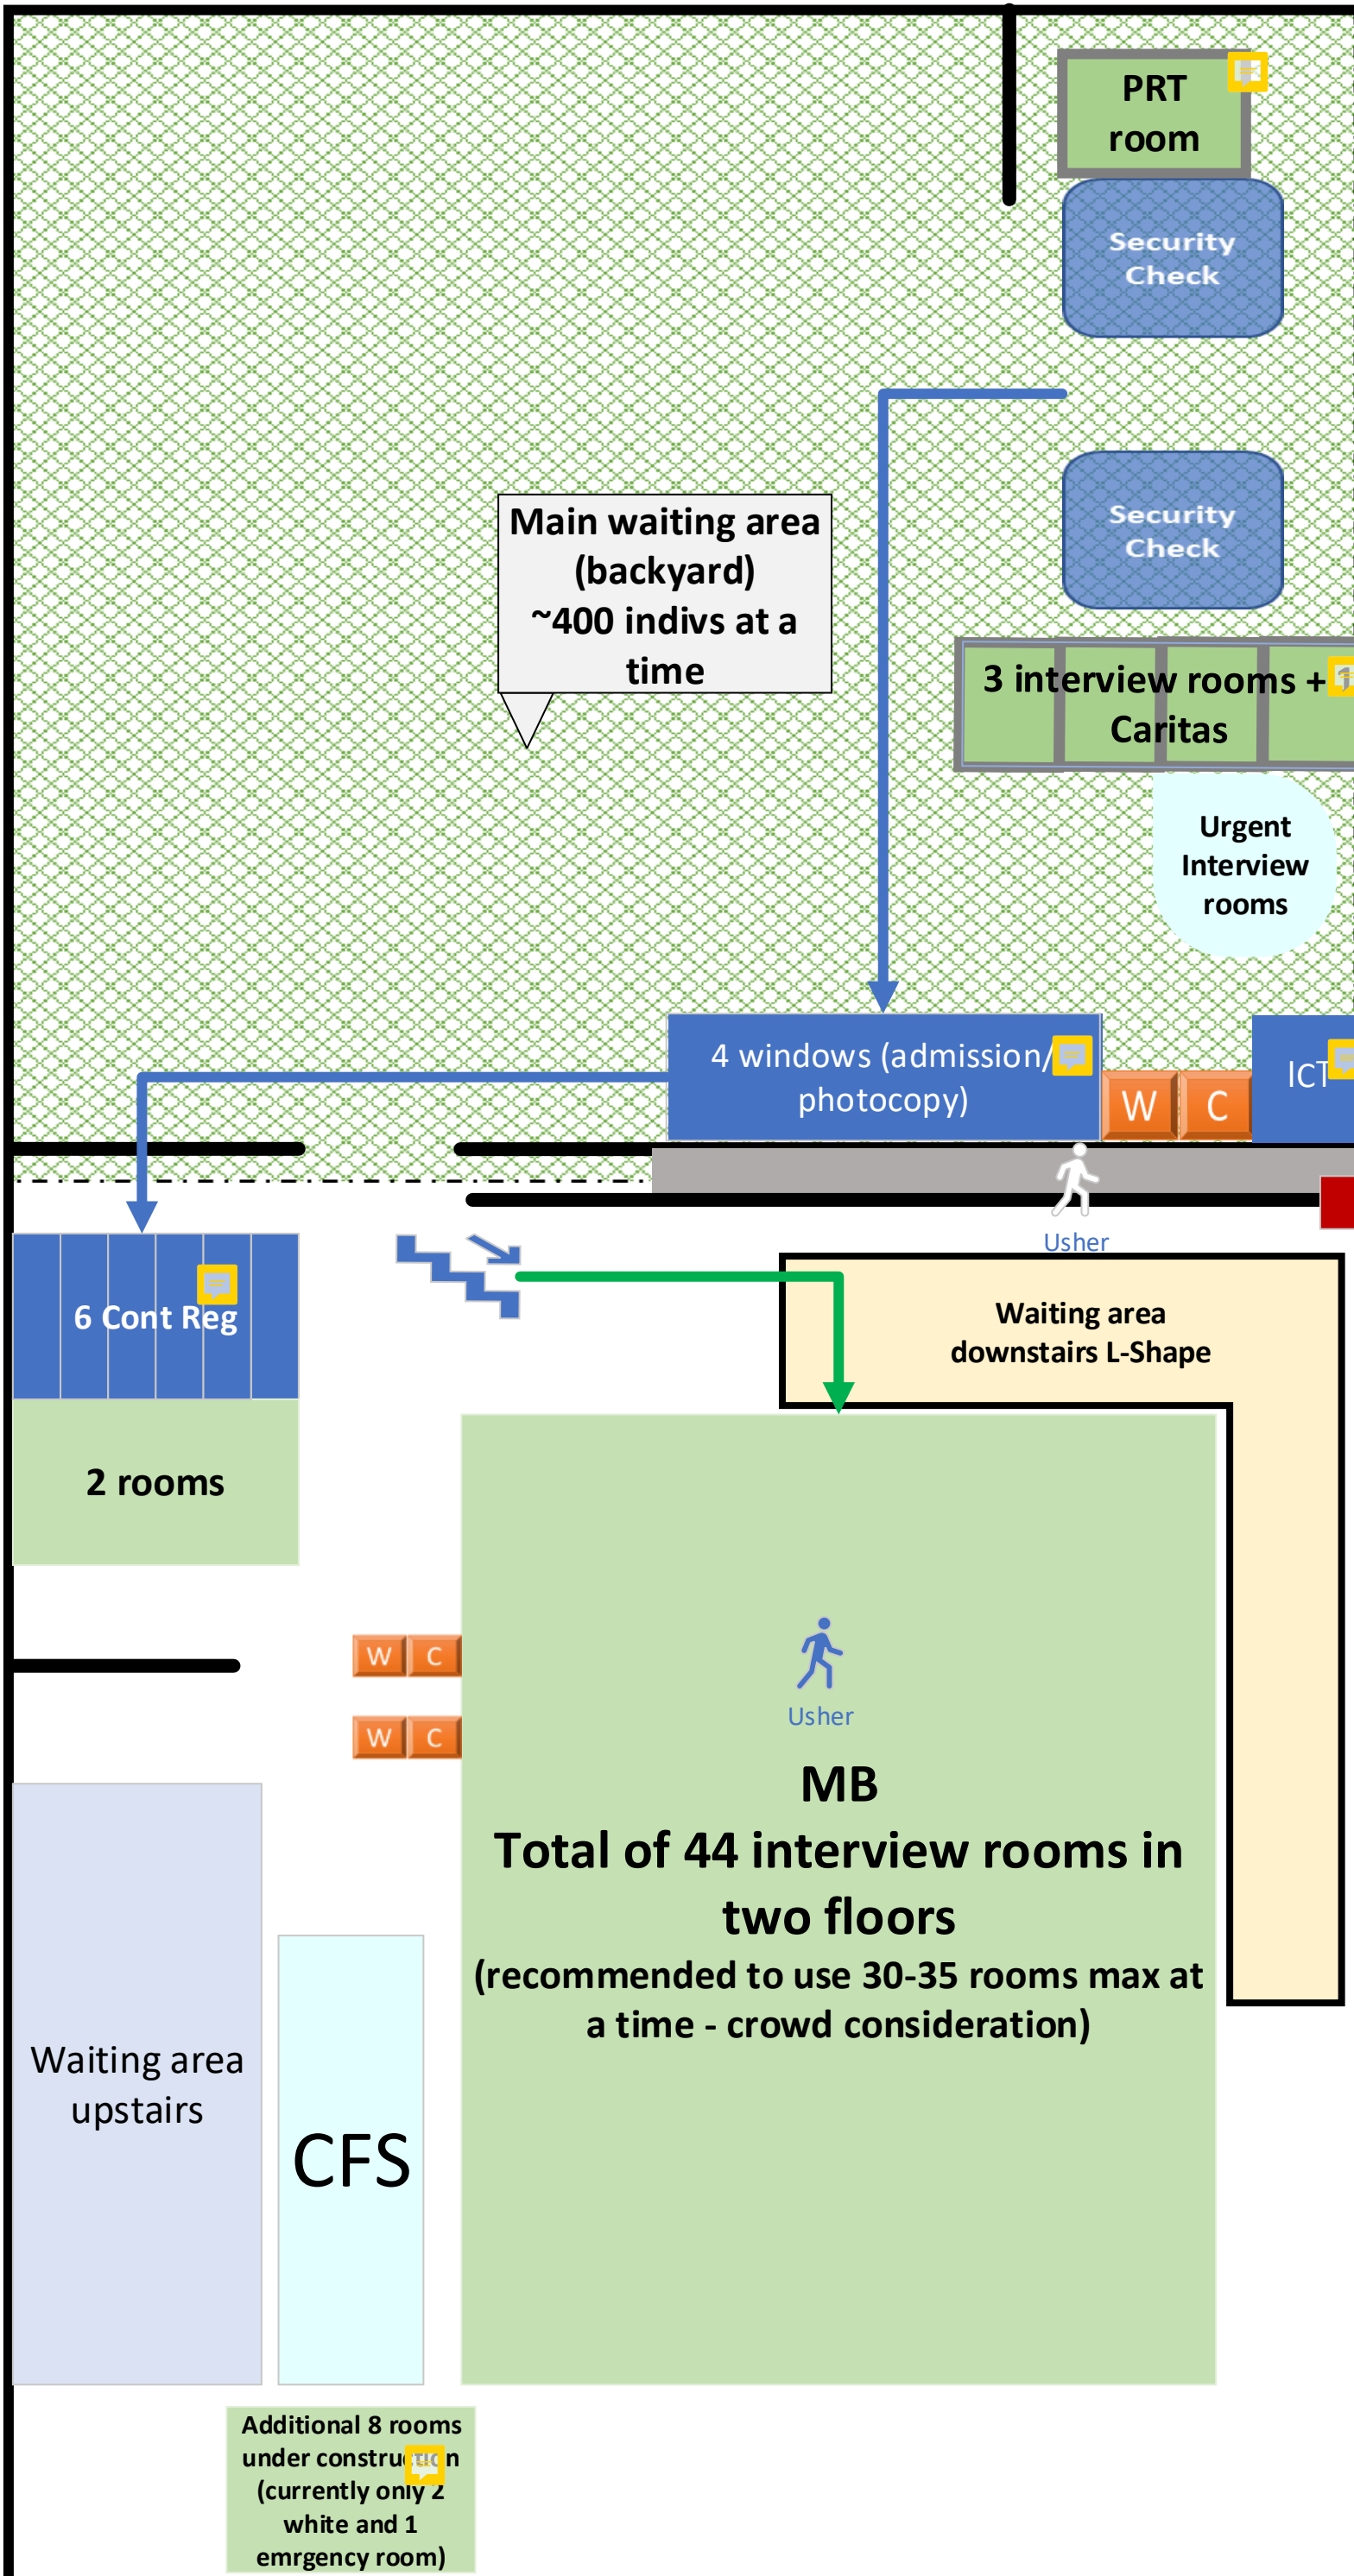 PRT
room
Security
Check
Security
Check
Main waiting area
(backyard)
~400 indivs at a
time
3 interview rooms +
Caritas
Urgent
Interview
rooms
4 windows (admission/
photocopy)
W C
ICT
Usher
6 Cont Reg
Waiting area
downstairs L-Shape
2 rooms
W C
W C
Usher
MB
Total of 44 interview rooms in
two floors
(recommended to use 30-35 rooms max at
a time - crowd consideration)
Waiting area
upstairs
CFS
Additional 8 rooms
under construction
(currently only 2
white and 1
emrgency room)